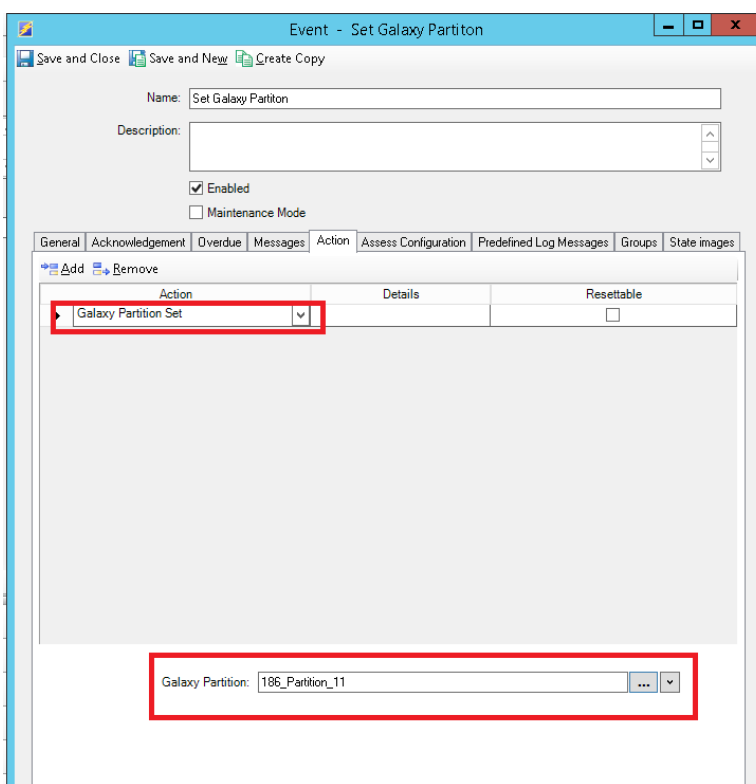 Event - Set Galaxy Partiton
Save and Close Save and New Create Copy
Name: Set Galaxy Partiton
Description:
Enabled
Maintenance Mode
General Acknowledgement Overdue Messages Action Assess Configuration Predefined Log Messages Groups State images
Add Remove
Action Details Resettable
Galaxy Partition Set
Galaxy Partition: 186_Partition_11 ...